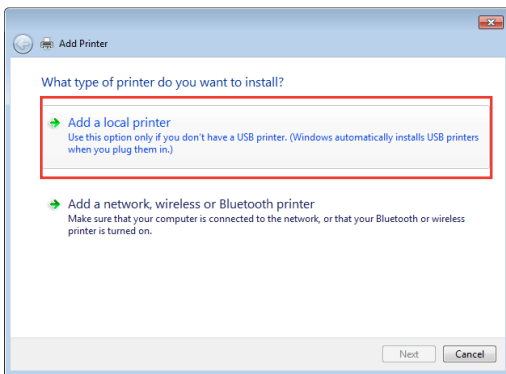 Add Printer
What type of printer do you want to install?
Add a local printer
Use this option only if you don't have a USB printer. (Windows automatically installs USB printers
when you plug them in.)
Add a network, wireless or Bluetooth printer
Make sure that your computer is connected to the network, or that your Bluetooth or wireless
printer is turned on.
Next Cancel